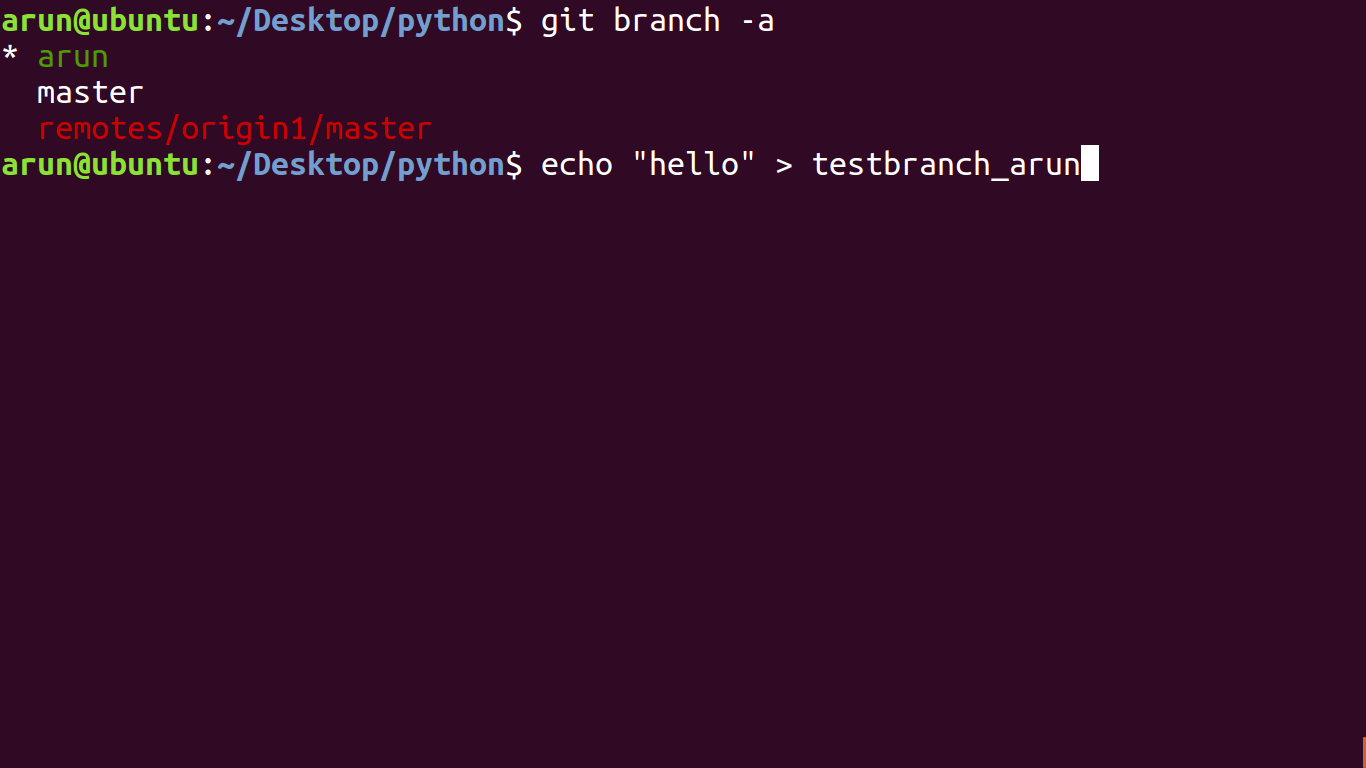 arun@ubuntu:~/Desktop/python$ git branch -a
* arun
  master
  remotes/origin1/master
arun@ubuntu:~/Desktop/python$ echo "hello" > testbranch_arun